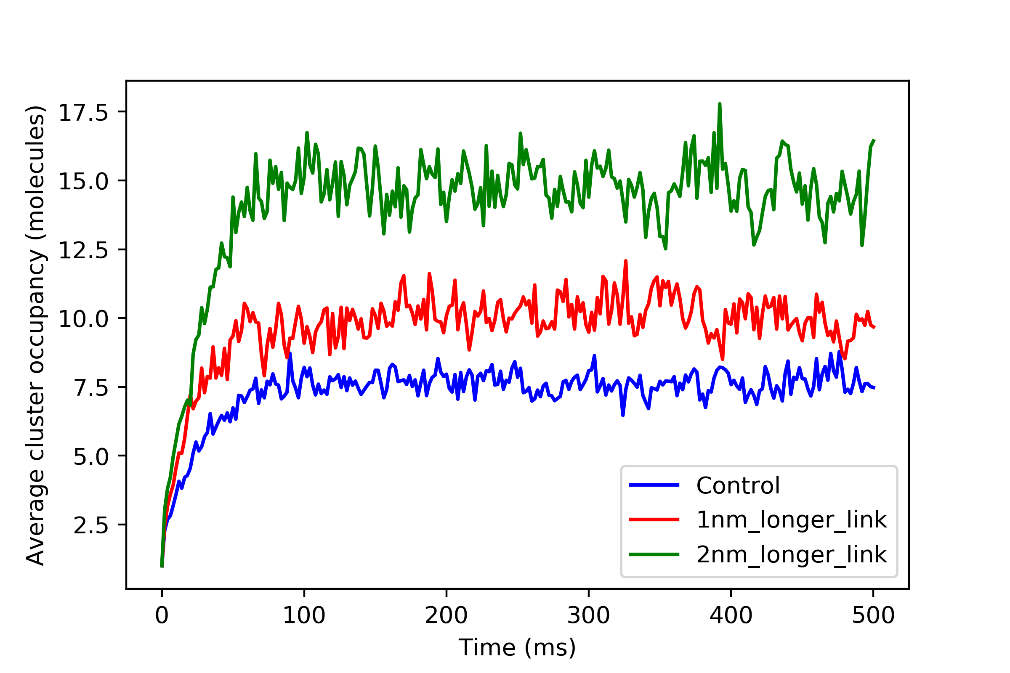 Average cluster occupancy (molecules)
17.5
15.0
12.5
10.0
7.5
5.0
2.5
Control
1nm_longer_link
2nm_longer_link
0 100 200 300 400 500
Time (ms)